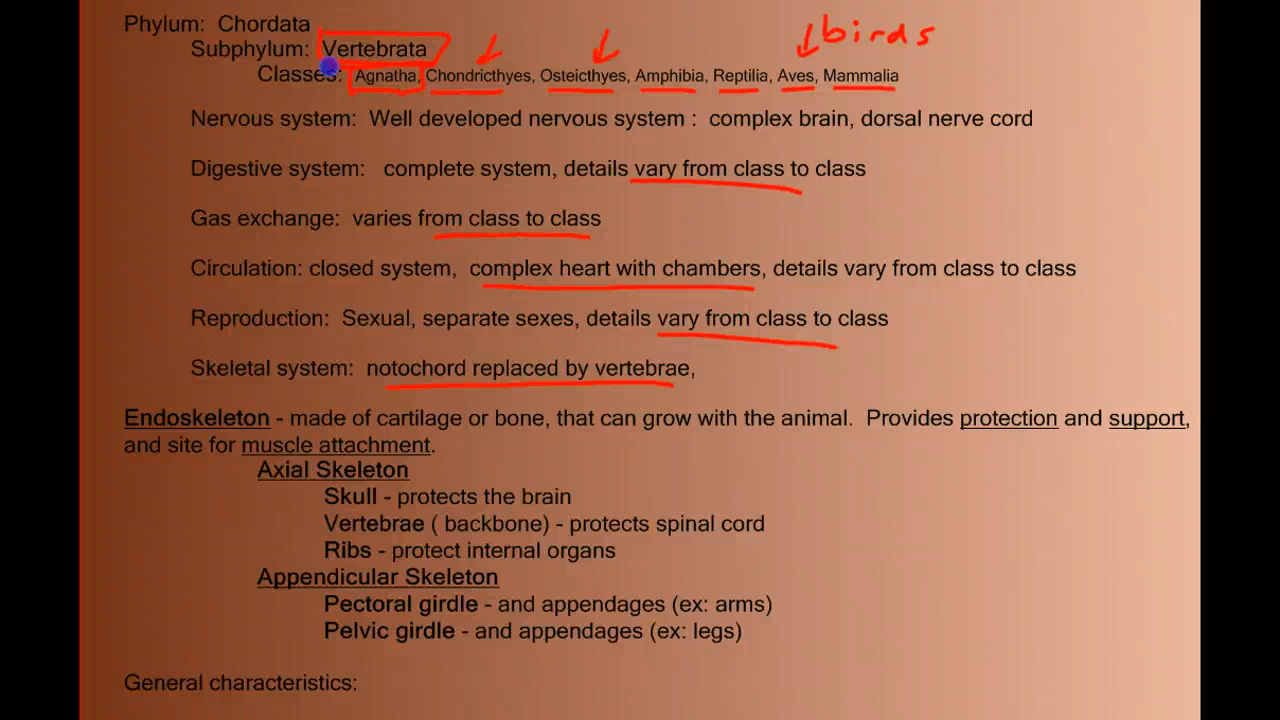 Phylum: Chordata
birds
Subphylum: Vertebrata
Classes: Agnatha, Chondricthyes, Osteicthyes, Amphibia, Reptilia, Aves, Mammalia
Nervous system: Well developed nervous system : complex brain, dorsal nerve cord
Digestive system: complete system, details vary from class to class
Gas exchange: varies from class to class
Circulation: closed system, complex heart with chambers, details vary from class to class
Reproduction: Sexual, separate sexes, details vary from class to class
Skeletal system: notochord replaced by vertebrae,
Endoskeleton - made of cartilage or bone, that can grow with the animal. Provides protection and support,
and site for muscle attachment.
Axial Skeleton
Skull - protects the brain
Vertebrae ( backbone) - protects spinal cord
Ribs - protect internal organs
Appendicular Skeleton
Pectoral girdle - and appendages (ex: arms)
Pelvic girdle - and appendages (ex: legs)
General characteristics: